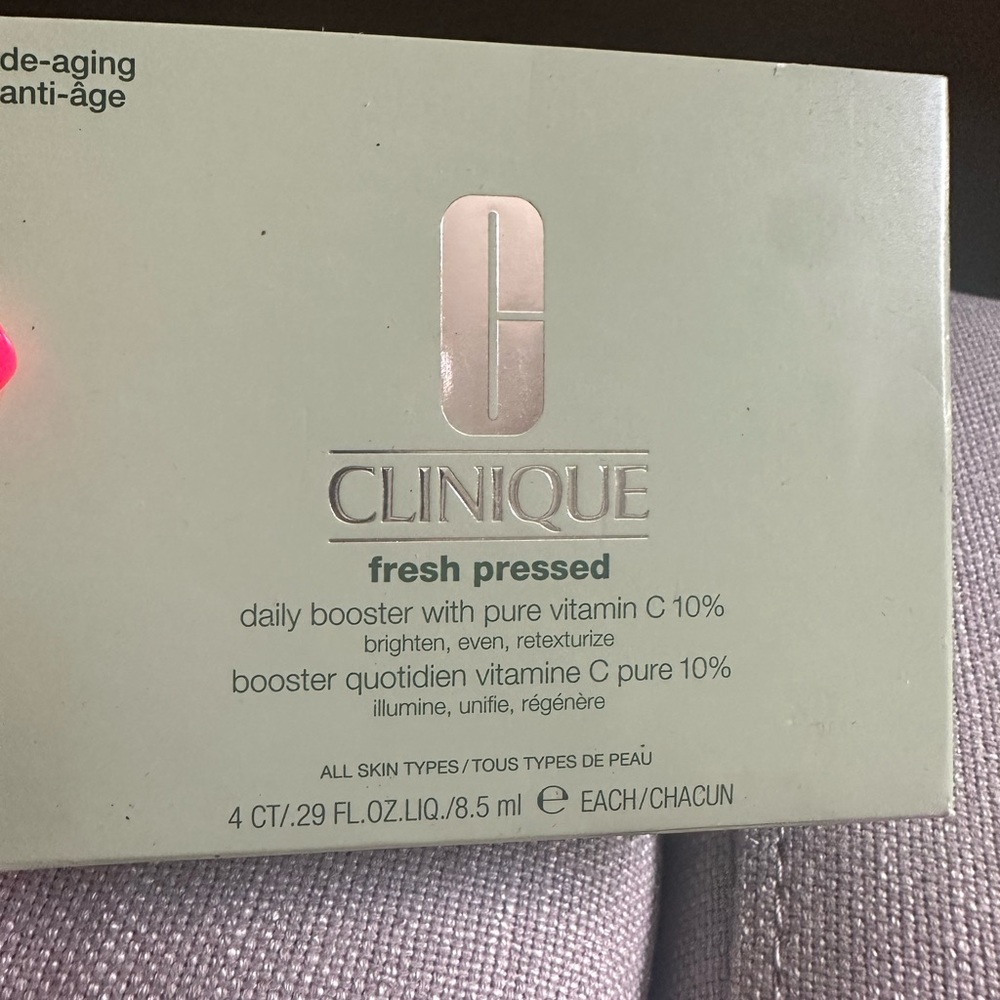 de-aging
anti-âge
C
CLINIQUE
fresh pressed
daily booster with pure vitamin C 10%
brighten, even, retexturize
booster quotidien vitamine C pure 10%
illumine, unifie, régénère
ALL SKIN TYPES/TOUS TYPES DE PEAU
4 CT/.29 FL.OZ.LIQ./8.5 ml ℮ EACH/CHACUN